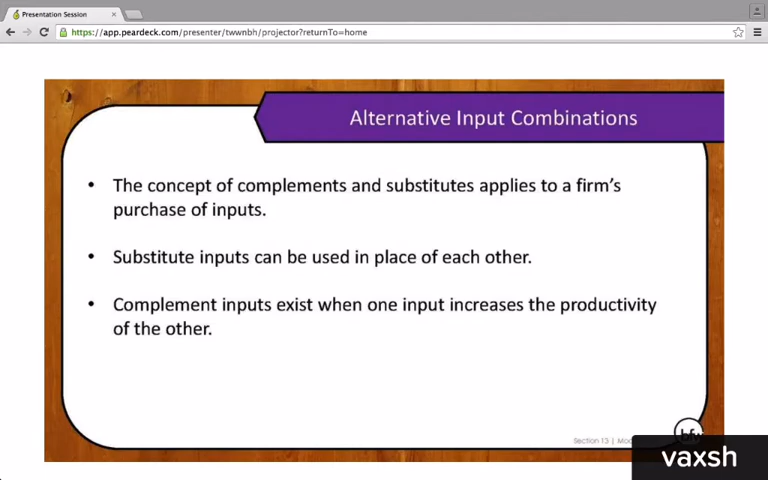 Presentation Session
https://app.peardeck.com/presenter/twwnbh/projector?returnTo=home
Alternative Input Combinations
• The concept of complements and substitutes applies to a firm's
purchase of inputs.
• Substitute inputs can be used in place of each other.
• Complement inputs exist when one input increases the productivity
of the other.
Section 13 |
vaxsh